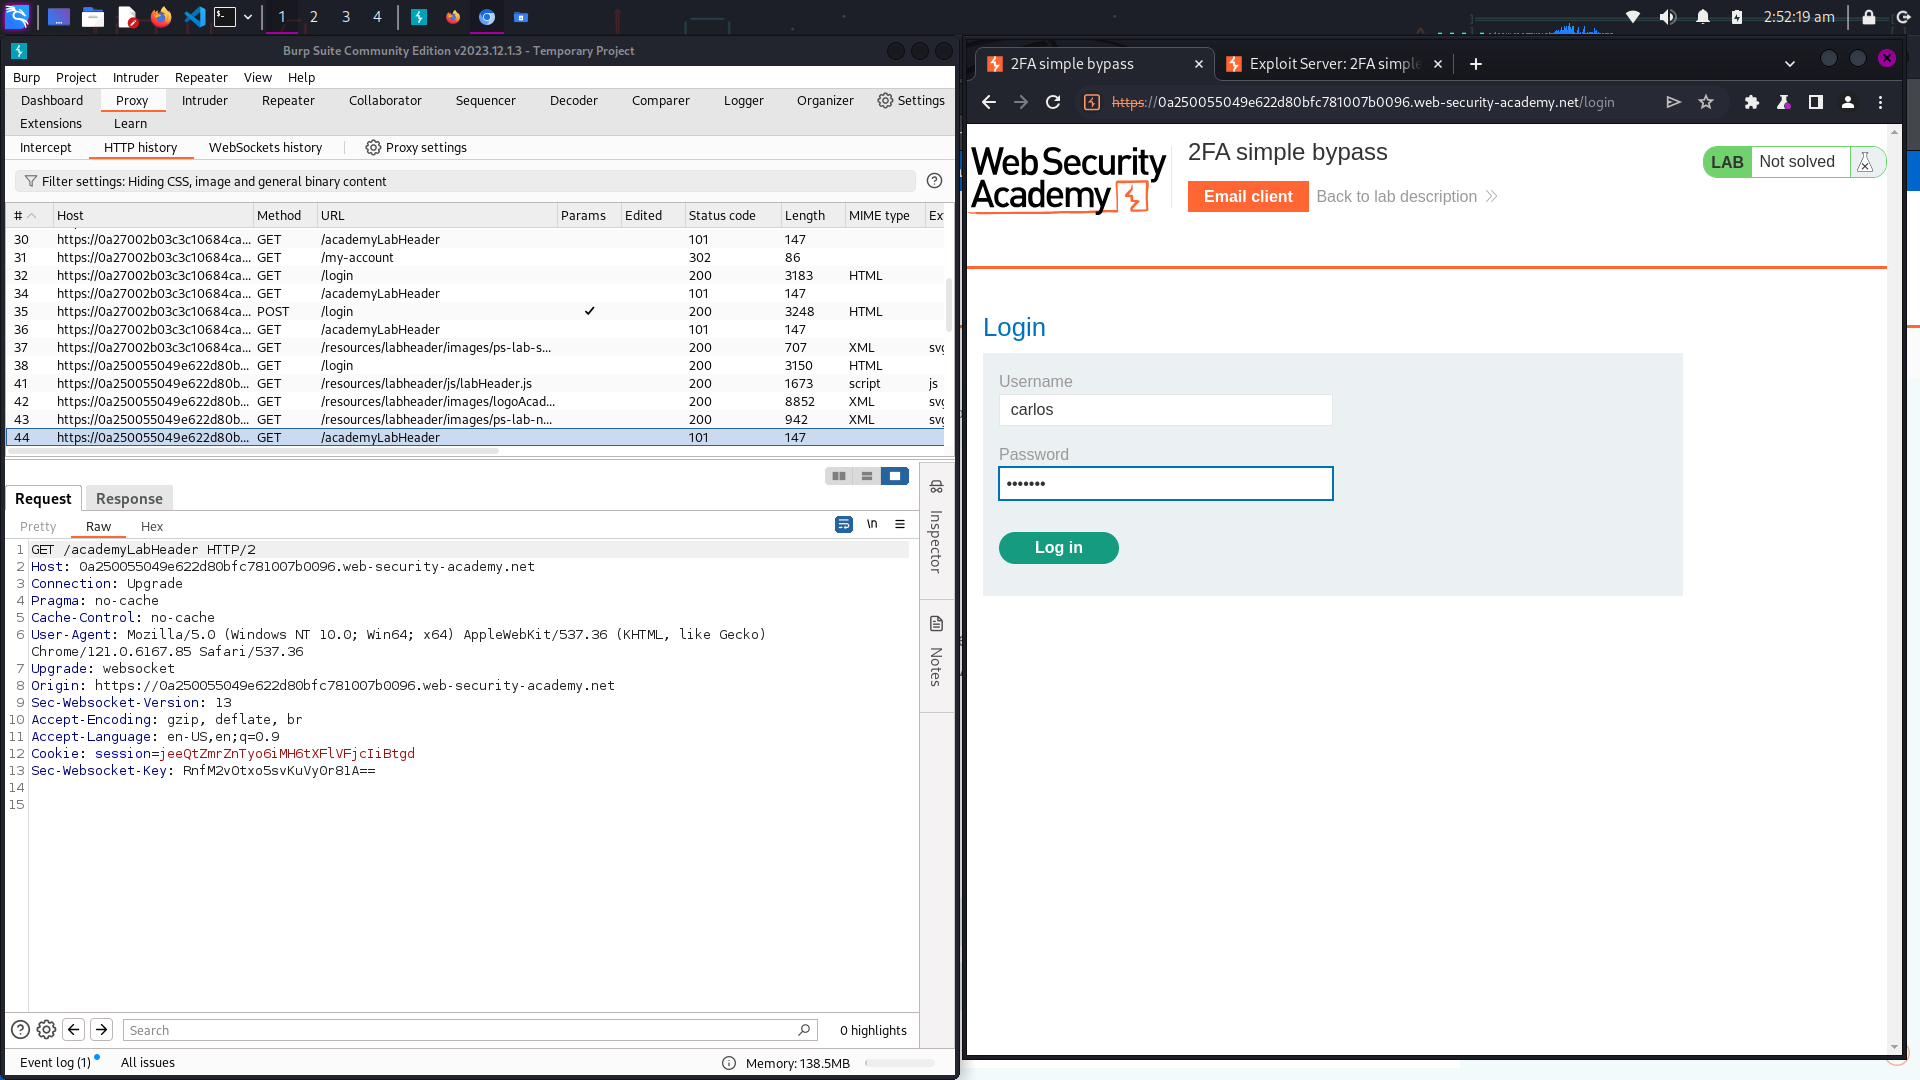 1 2 3 4
2:52:19 am
Burp Suite Community Edition v2023.12.1.3 - Temporary Project
Burp Project Intruder Repeater View Help
Dashboard Proxy Intruder Repeater Collaborator Sequencer Decoder Comparer Logger Organizer Settings
Extensions Learn
Intercept HTTP history WebSockets history Proxy settings
Filter settings: Hiding CSS, image and general binary content
# Host Method URL Params Edited Status code Length MIME type Ext
30 https://0a27002b03c3c10684ca... GET /academyLabHeader 101 147
31 https://0a27002b03c3c10684ca... GET /my-account 302 86
32 https://0a27002b03c3c10684ca... GET /login 200 3183 HTML
34 https://0a27002b03c3c10684ca... GET /academyLabHeader 101 147
35 https://0a27002b03c3c10684ca... POST /login ✓ 200 3248 HTML
36 https://0a27002b03c3c10684ca... GET /academyLabHeader 101 147
37 https://0a27002b03c3c10684ca... GET /resources/labheader/images/ps-lab-s... 200 707 XML svg
38 https://0a250055049e622d80b... GET /login 200 3150 HTML
41 https://0a250055049e622d80b... GET /resources/labheader/js/labHeader.js 200 1673 script js
42 https://0a250055049e622d80b... GET /resources/labheader/images/logoAcad... 200 8852 XML svg
43 https://0a250055049e622d80b... GET /resources/labheader/images/ps-lab-n... 200 942 XML svg
44 https://0a250055049e622d80b... GET /academyLabHeader 101 147
Request Response
Pretty Raw Hex \n
1 GET /academyLabHeader HTTP/2
2 Host: 0a250055049e622d80bfc781007b0096.web-security-academy.net
3 Connection: Upgrade
4 Pragma: no-cache
5 Cache-Control: no-cache
6 User-Agent: Mozilla/5.0 (Windows NT 10.0; Win64; x64) AppleWebKit/537.36 (KHTML, like Gecko)
Chrome/121.0.6167.85 Safari/537.36
7 Upgrade: websocket
8 Origin: https://0a250055049e622d80bfc781007b0096.web-security-academy.net
9 Sec-Websocket-Version: 13
10 Accept-Encoding: gzip, deflate, br
11 Accept-Language: en-US,en;q=0.9
12 Cookie: session=jeeQtZmrZnTyo6iMH6tXFlVFjcIiBtgd
13 Sec-Websocket-Key: RnfM2vOtxo5svKuVy0r81A==
14
15
Inspector
Notes
Search
0 highlights
Event log (1) All issues
Memory: 138.5MB
2FA simple bypass
Exploit Server: 2FA simple
https://0a250055049e622d80bfc781007b0096.web-security-academy.net/login
WebSecurity
Academy
2FA simple bypass
Email client Back to lab description
LAB Not solved
Login
Username
carlos
Password
•••••••
Log in